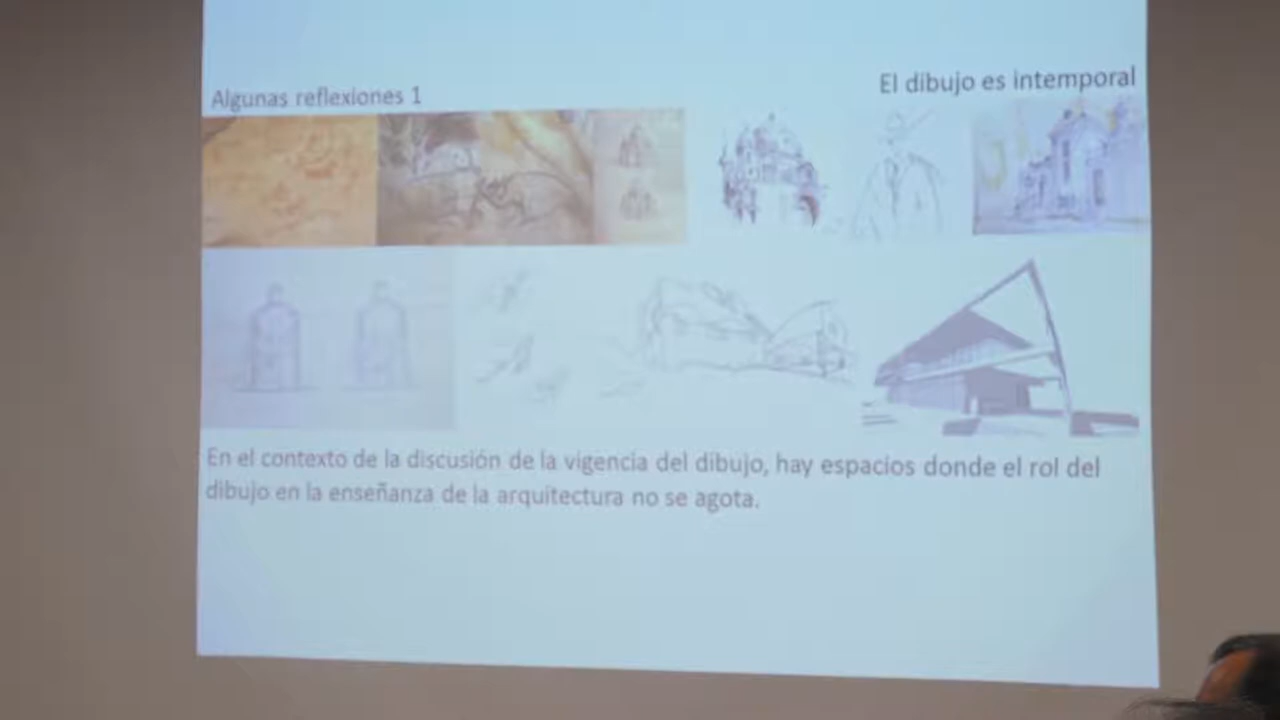 Algunas reflexiones 1
El dibujo es intemporal
En el contexto de la discusión de la vigencia del dibujo, hay espacios donde el rol del
dibujo en la enseñanza de la arquitectura no se agota.